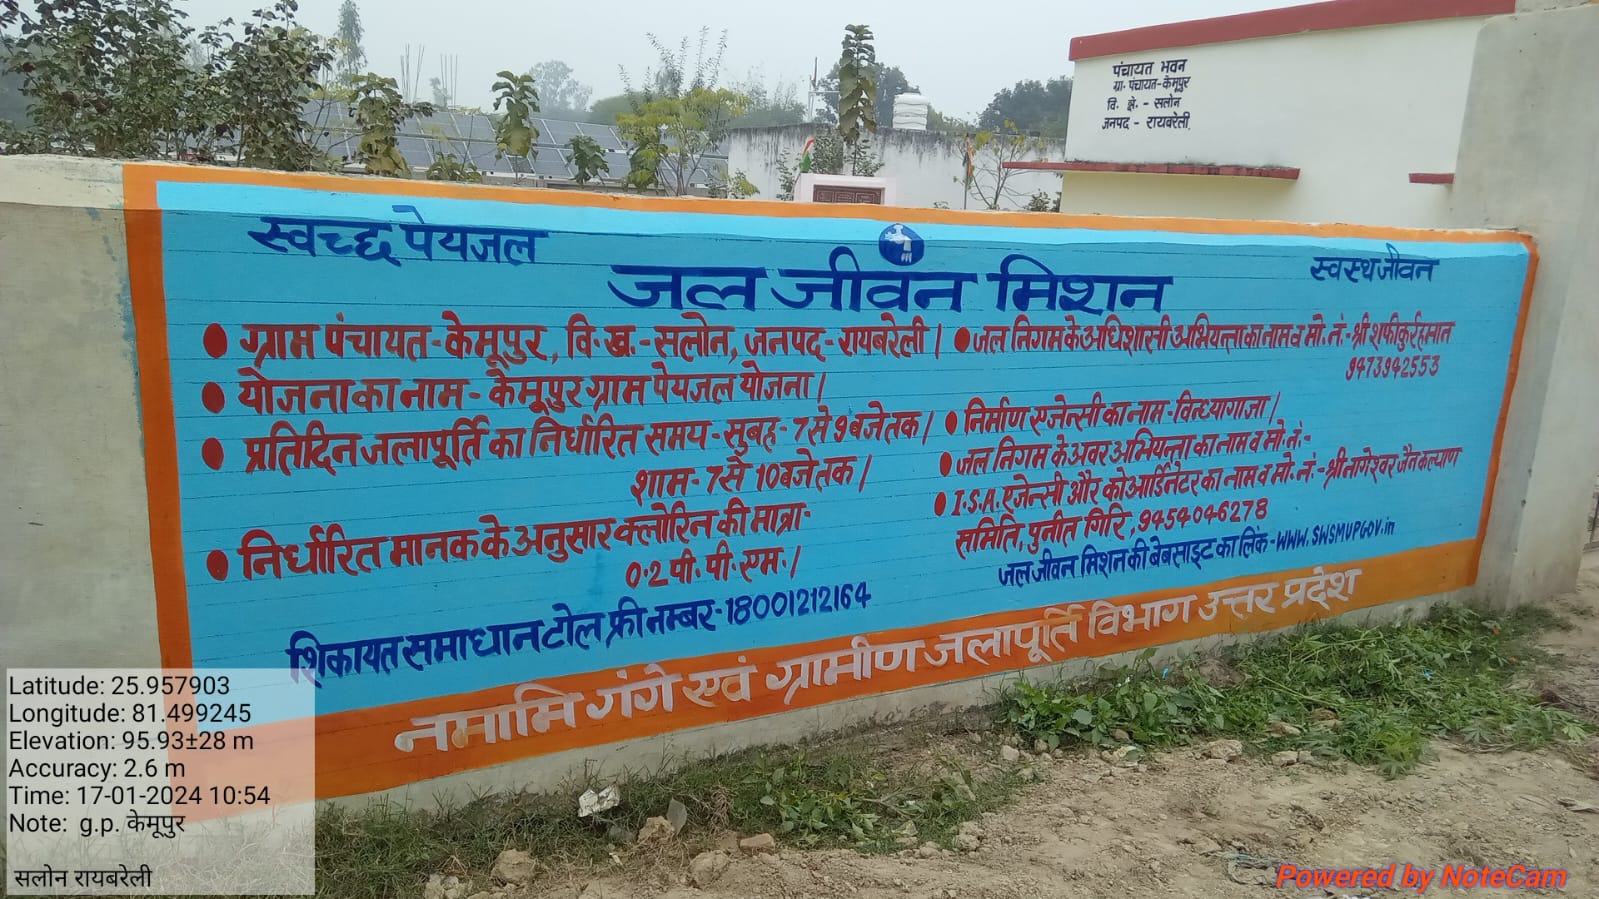 पंचायत भवन
ग्रा. पंचायत-केमूपुर
वि. क्षे. - सलोन
जनपद - रायबरेली,
स्वच्छ पेयजल
जल जीवन मिशन
स्वस्थ जीवन
• ग्राम पंचायत-केमूपुर, वि.ख.-सलोन, जनपद-रायबरेली।
• योजना का नाम - केमूपुर ग्राम पेयजल योजना।
• प्रतिदिन जलापूर्ति का निर्धारित समय - सुबह - 7 से 9 बजे तक।
शाम - 7 से 10 बजे तक।
• निर्धारित मानक के अनुसार क्लोरिन की मात्रा-
0.2 पी.पी.एम.।
शिकायत समाधान टोल फ्री नम्बर-18001212164
• जल निगम के अधिशासी अभियन्ता का नाम व मो.नं.-श्री शफीकुर्रहमान
9473942553
• निर्माण एजेन्सी का नाम-विन्ध्यागाजा।
• जल निगम के अवर अभियन्ता का नाम व मो.नं.-
• I.S.A. एजेन्सी और कोआर्डिनेटर का नाम व मो.नं.-श्री नागेश्वर जैन कल्याण
समिति, पुनीत गिरि, 9454046278
जल जीवन मिशन की बेबसाइट का लिंक-WWW.SWSMUPGOV.in
नमामि गंगे एवं ग्रामीण जलापूर्ति विभाग उत्तर प्रदेश
Latitude: 25.957903
Longitude: 81.499245
Elevation: 95.93±28 m
Accuracy: 2.6 m
Time: 17-01-2024 10:54
Note: g.p. केमूपुर
सलोन रायबरेली
Powered by NoteCam